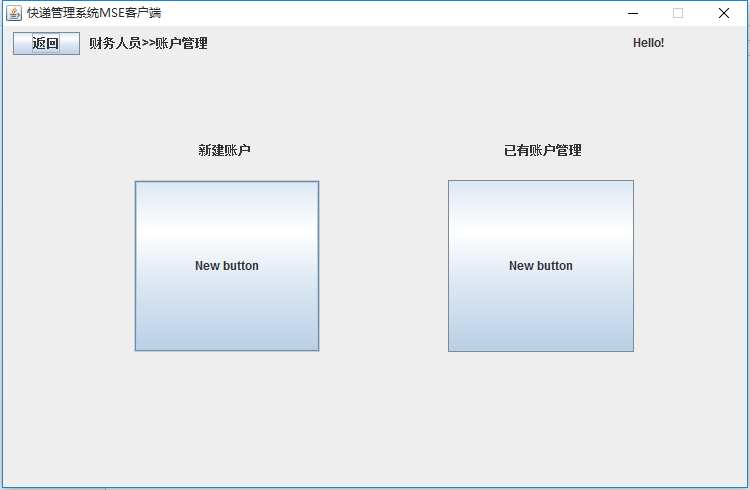 快递管理系统MSE客户端
返回 财务人员>>账户管理 Hello!
新建账户 已有账户管理
New button New button